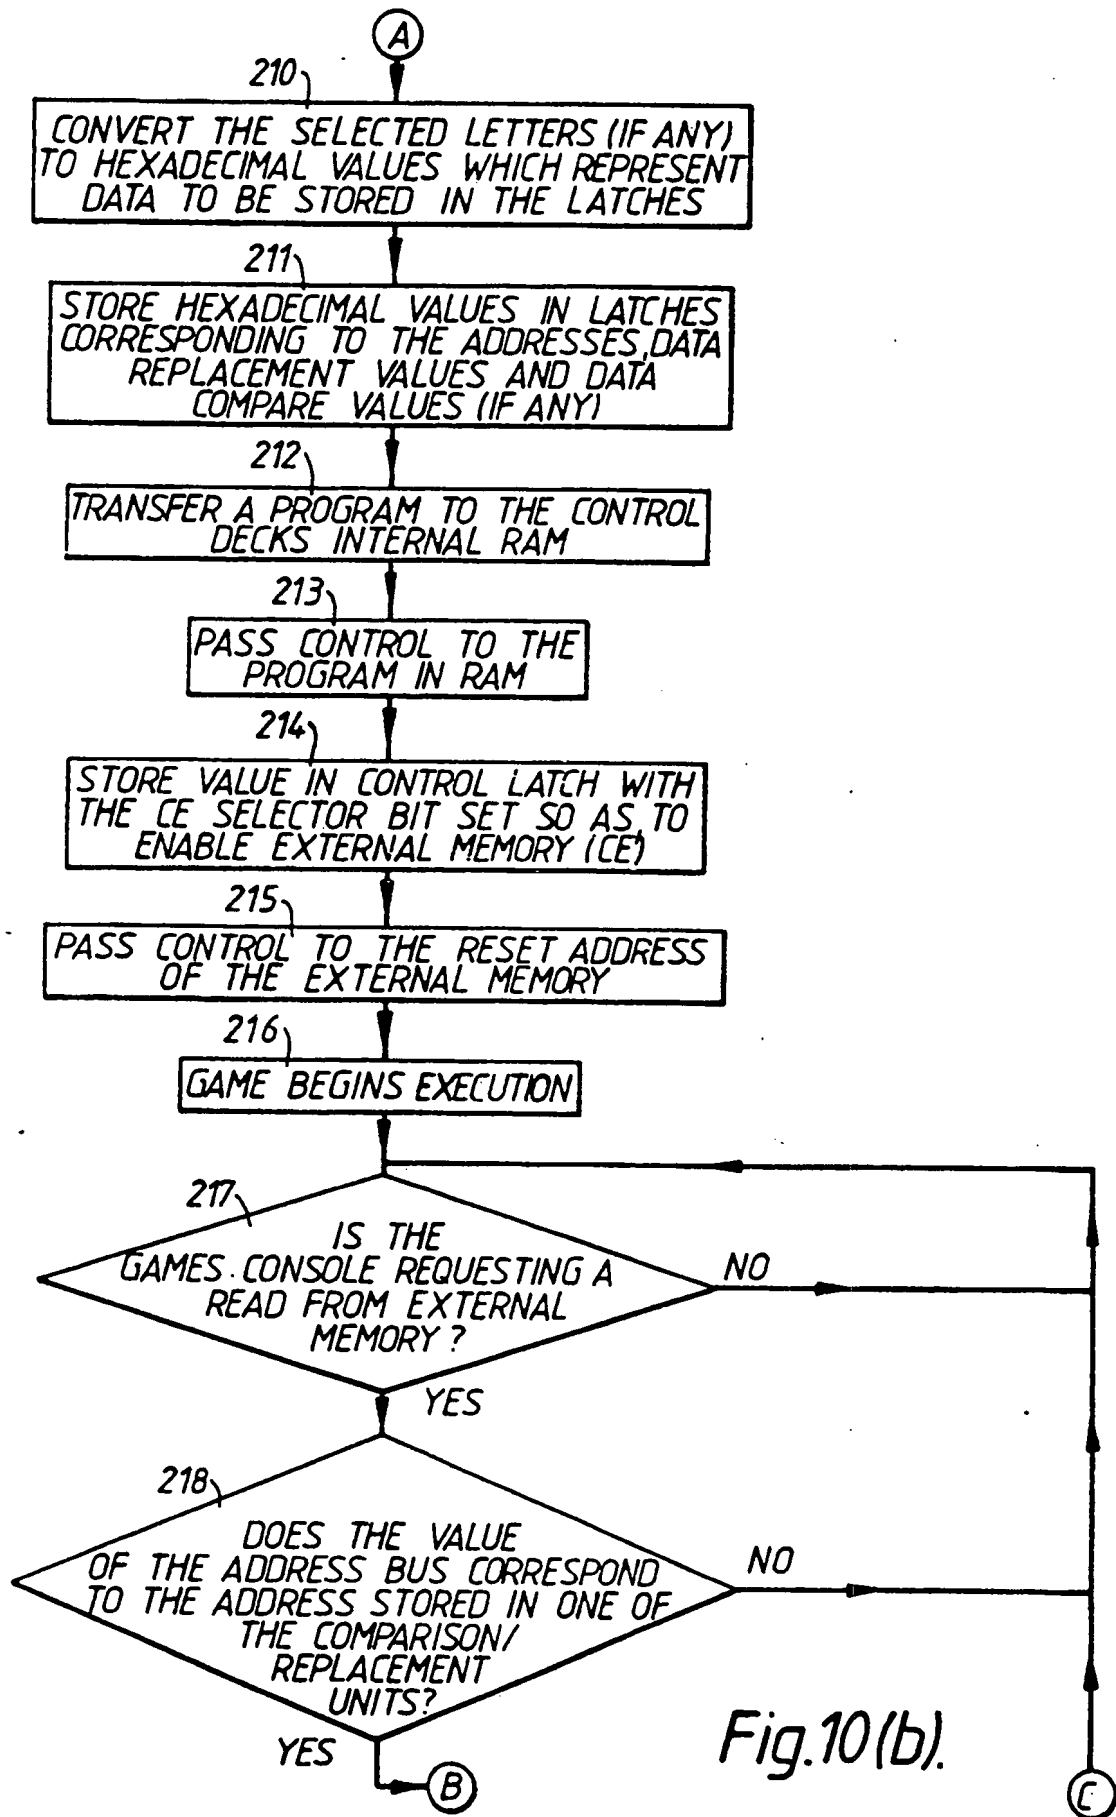 A
210
CONVERT THE SELECTED LETTERS (IF ANY)
TO HEXADECIMAL VALUES WHICH REPRESENT
DATA TO BE STORED IN THE LATCHES
211
STORE HEXADECIMAL VALUES IN LATCHES
CORRESPONDING TO THE ADDRESSES, DATA
REPLACEMENT VALUES AND DATA
COMPARE VALUES (IF ANY)
212
TRANSFER A PROGRAM TO THE CONTROL
DECKS INTERNAL RAM
213
PASS CONTROL TO THE
PROGRAM IN RAM
214
STORE VALUE IN CONTROL LATCH WITH
THE CE SELECTOR BIT SET SO AS, TO
ENABLE EXTERNAL MEMORY (CE')
215
PASS CONTROL TO THE RESET ADDRESS
OF THE EXTERNAL MEMORY
216
GAME BEGINS EXECUTION
217
IS THE
GAMES CONSOLE REQUESTING A
READ FROM EXTERNAL
MEMORY?
NO
YES
218
DOES THE VALUE
OF THE ADDRESS BUS CORRESPOND
TO THE ADDRESS STORED IN ONE OF
THE COMPARISON/
REPLACEMENT
UNITS?
NO
YES
B
Fig.10(b).
C